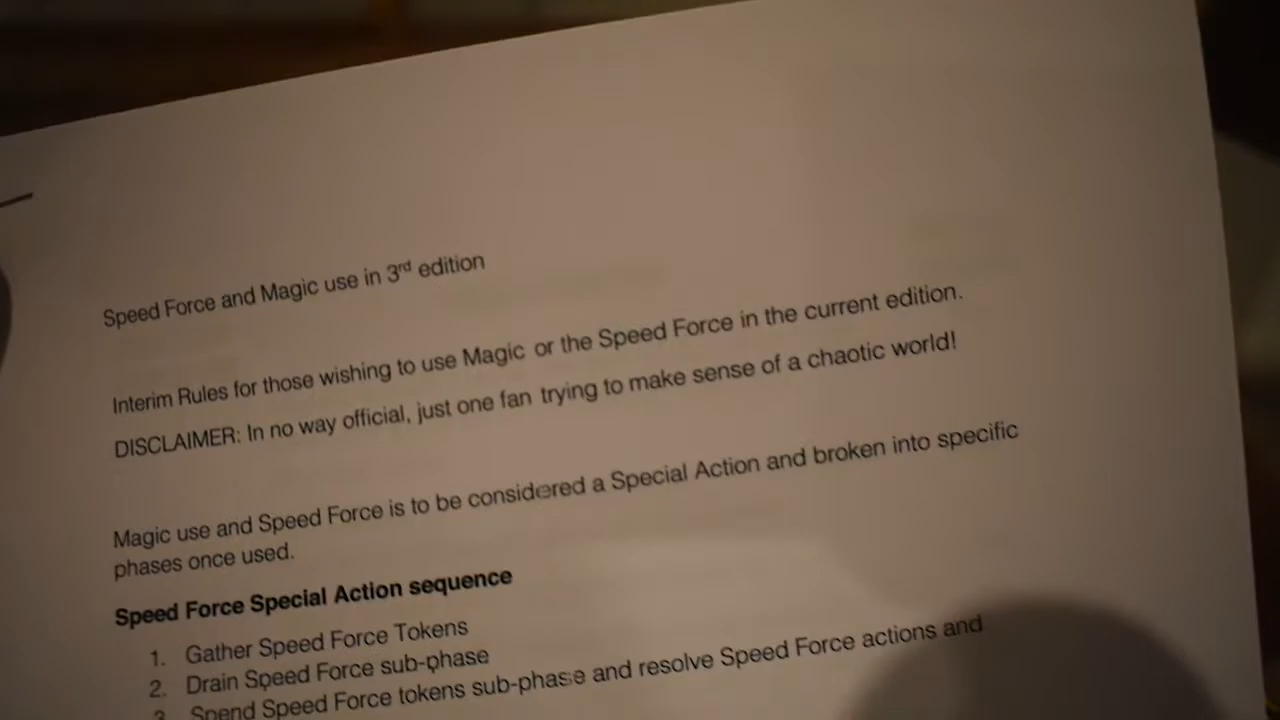 Speed Force and Magic use in 3rd edition
Interim Rules for those wishing to use Magic or the Speed Force in the current edition.
DISCLAIMER: In no way official, just one fan trying to make sense of a chaotic world!
Magic use and Speed Force is to be considered a Special Action and broken into specific
phases once used.
Speed Force Special Action sequence
1. Gather Speed Force Tokens
2. Drain Speed Force sub-phase
3. Spend Speed Force tokens sub-phase and resolve Speed Force actions and